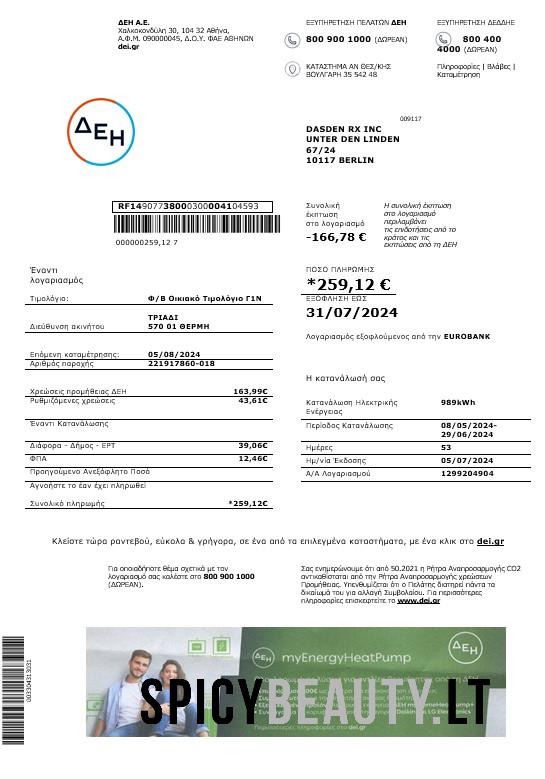 ΔΕΗ Α.Ε.
Χαλκοκονδύλη 30, 104 32 Αθήνα,
Α.Φ.Μ. 090000045, Δ.Ο.Υ. ΦΑΕ ΑΘΗΝΩΝ
dei.gr
ΕΞΥΠΗΡΕΤΗΣΗ ΠΕΛΑΤΩΝ ΔΕΗ
800 900 1000 (ΔΩΡΕΑΝ)
ΚΑΤΑΣΤΗΜΑ ΑΝ ΘΕΣ/ΚΗΣ
ΒΟΥΛΓΑΡΗ 35 542 48
ΕΞΥΠΗΡΕΤΗΣΗ ΔΕΔΔΗΕ
800 400
4000 (ΔΩΡΕΑΝ)
Πληροφορίες | Βλάβες |
Καταμέτρηση
ΔΕΗ
009117
DASDEN RX INC
UNTER DEN LINDEN
67/24
10117 BERLIN
RF14907738000300004104593
000000259,12 7
Συνολική
έκπτωση
στο λογαριασμό
-166,78 €
Η συνολική έκπτωση
στο λογαριασμό
περιλαμβάνει
τις επιδοτήσεις από το
κράτος και τις
εκπτώσεις από τη ΔΕΗ
Έναντι
λογαριασμός
Τιμολόγιο: Φ/Β Οικιακό Τιμολόγιο Γ1Ν
ΤΡΙΑΔΙ
Διεύθυνση ακινήτου 570 01 ΘΕΡΜΗ
Επόμενη καταμέτρησης: 05/08/2024
Αριθμός παροχής 221917860-018
ΠΟΣΟ ΠΛΗΡΩΜΗΣ
*259,12 €
ΕΞΟΦΛΗΣΗ ΕΩΣ
31/07/2024
Λογαριασμός εξοφλούμενος από την EUROBANK
Χρεώσεις προμήθειας ΔΕΗ 163,99€
Ρυθμιζόμενες χρεώσεις 43,61€
Έναντι Κατανάλωσης
Διάφορα - Δήμος - ΕΡΤ 39,06€
ΦΠΑ 12,46€
Προηγούμενο Ανεξόφλητο Ποσό
Αγνοήστε το έαν έχει πληρωθεί
Συνολικό πληρωμής *259,12€
Η κατανάλωσή σας
Κατανάλωση Ηλεκτρικής
Ενέργειας 989kWh
Περίοδος Κατανάλωσης 08/05/2024-
29/06/2024
Ημέρες 53
Ημ/νία Έκδοσης 05/07/2024
Α/Α Λογαριασμού 1299204904
Κλείστε τώρα ραντεβού, εύκολα & γρήγορα, σε ένα από τα επιλεγμένα καταστήματα, με ένα κλικ στο dei.gr
Για οποιαδήποτε θέμα σχετικά με τον
λογαριασμό σας καλέστε στο 800 900 1000
(ΔΩΡΕΑΝ).
Σας ενημερώνουμε ότι από 50.2021 η Ρήτρα Αναπροσαρμογής CO2
αντικαθίσταται από την Ρήτρα Αναπροσαρμογής χρεώσεων
Προμήθειας. Υπενθυμίζεται ότι ο Πελάτης διατηρεί πάντα τα
δικαίωμά του για αλλαγή Συμβολαίου. Για περισσότερες
πληροφορίες επισκεφτείτε το www.dei.gr
ΔΕΗ myEnergyHeatPump
ΔΕΗ
SPICYBEAUTY.LT
Περισσότερες πληροφορίες στο dei.gr